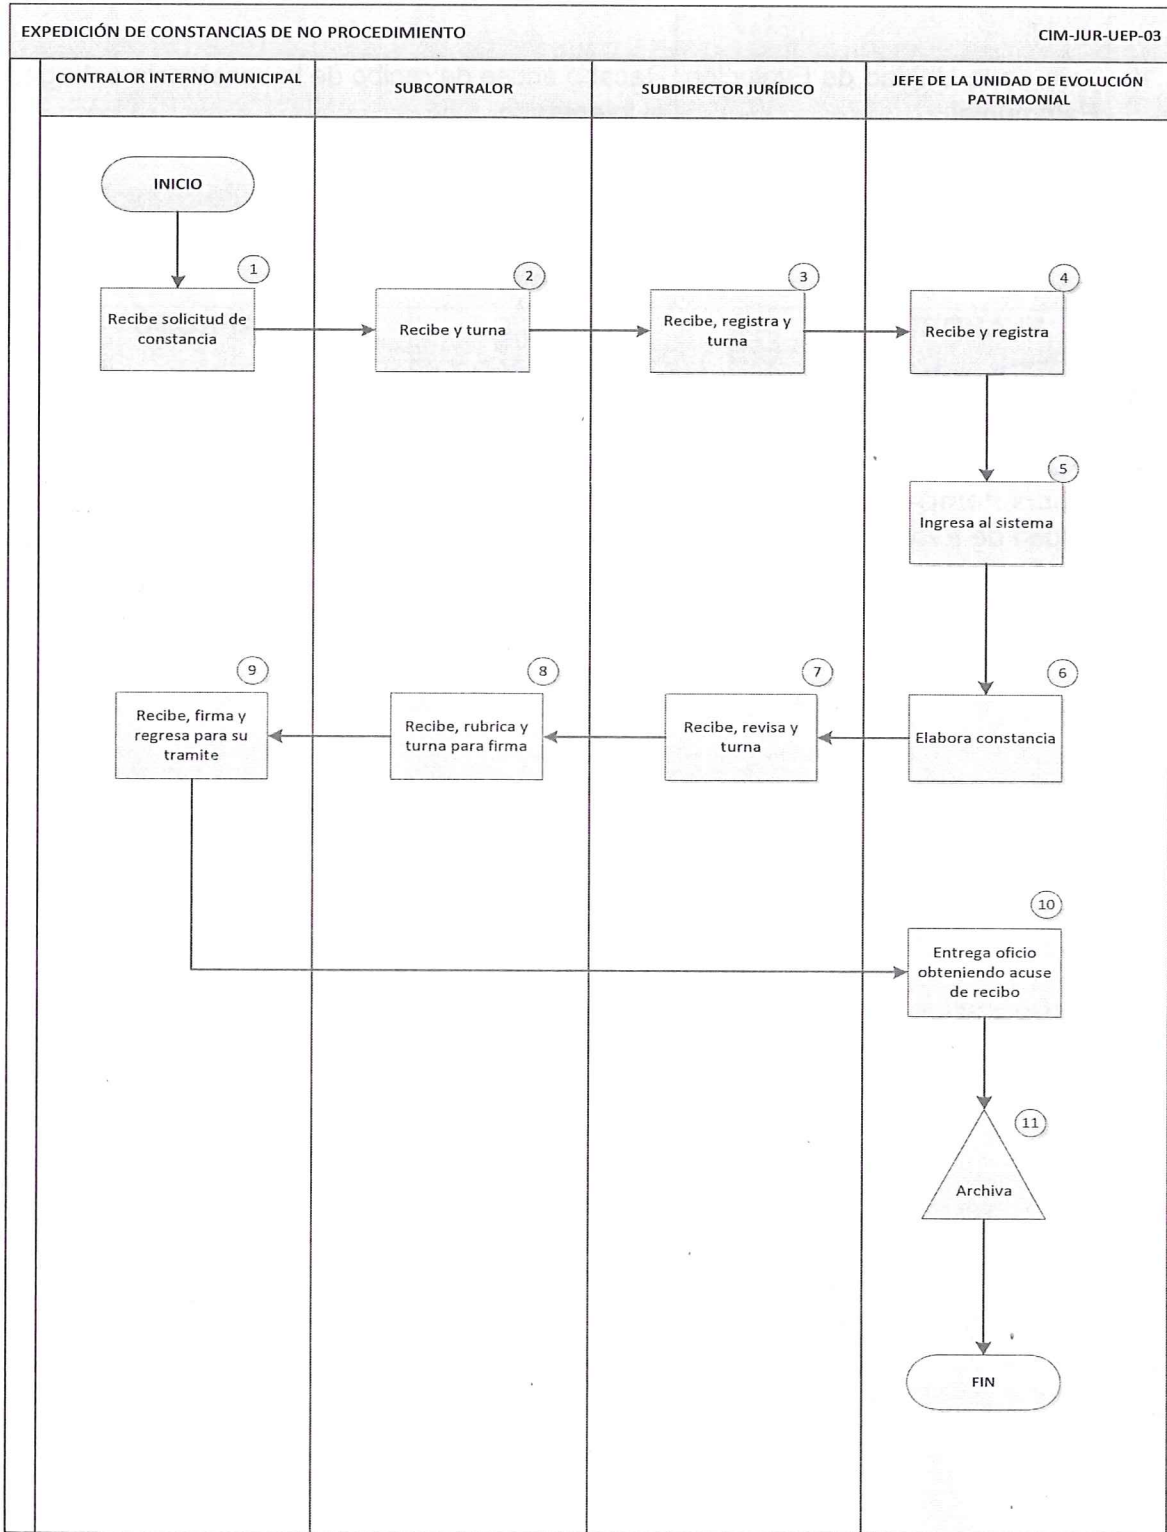 EXPEDICIÓN DE CONSTANCIAS DE NO PROCEDIMIENTO
CIM-JUR-UEP-03
CONTRALOR INTERNO MUNICIPAL
SUBCONTRALOR
SUBDIRECTOR JURÍDICO
JEFE DE LA UNIDAD DE EVOLUCIÓN
PATRIMONIAL
INICIO
1
Recibe solicitud de
constancia
2
Recibe y turna
3
Recibe, registra y
turna
4
Recibe y registra
5
Ingresa al sistema
6
Elabora constancia
7
Recibe, revisa y
turna
8
Recibe, rubrica y
turna para firma
9
Recibe, firma y
regresa para su
tramite
10
Entrega oficio
obteniendo acuse
de recibo
11
Archiva
FIN